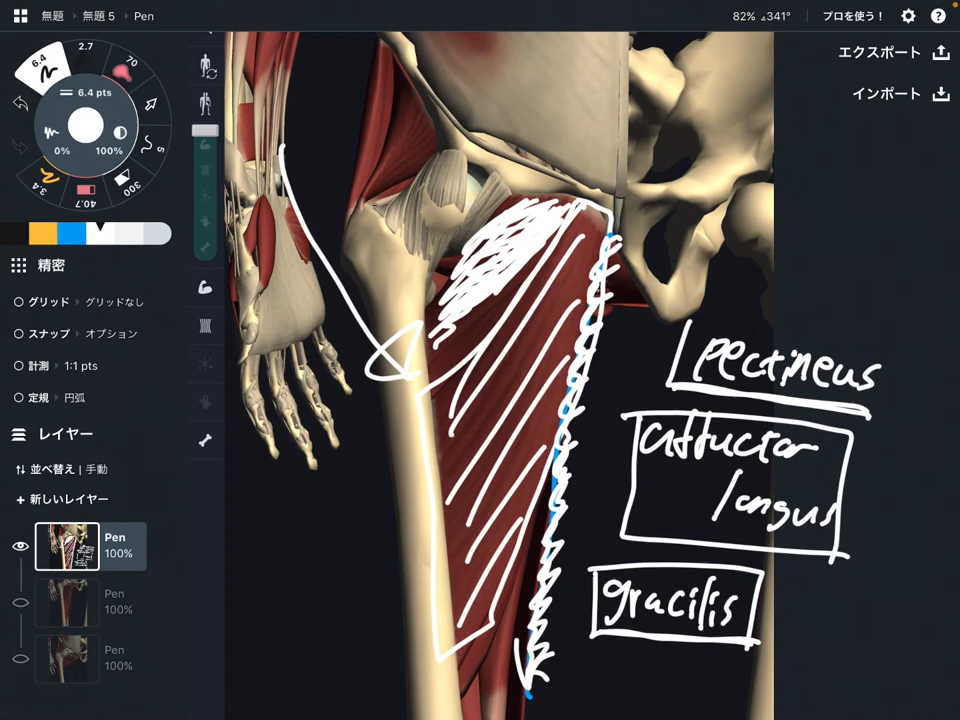 無題 無題 5 Pen
82% ∠341°
プロを使う！
エクスポート
インポート
2.7
6.4
70
6.4 pts
0% 100%
5
3.4
40.7
300
精密
グリッド グリッドなし
スナップ オプション
計測 1:1 pts
定規 円弧
レイヤー
並べ替え | 手動
+ 新しいレイヤー
Pen
100%
Pen
100%
Pen
100%
pectineus
adductor
longus
gracilis